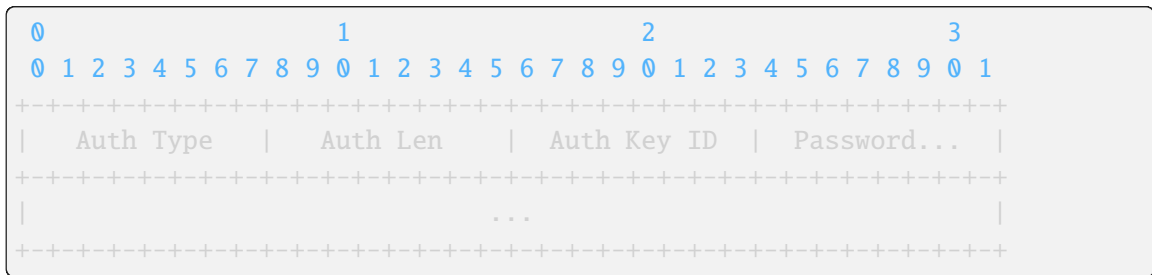 0                   1                   2                   3
 0 1 2 3 4 5 6 7 8 9 0 1 2 3 4 5 6 7 8 9 0 1 2 3 4 5 6 7 8 9 0 1
+-+-+-+-+-+-+-+-+-+-+-+-+-+-+-+-+-+-+-+-+-+-+-+-+-+-+-+-+-+-+-+-+
|   Auth Type   |   Auth Len    |  Auth Key ID  |  Password...  |
+-+-+-+-+-+-+-+-+-+-+-+-+-+-+-+-+-+-+-+-+-+-+-+-+-+-+-+-+-+-+-+-+
|                              ...                              |
+-+-+-+-+-+-+-+-+-+-+-+-+-+-+-+-+-+-+-+-+-+-+-+-+-+-+-+-+-+-+-+-+